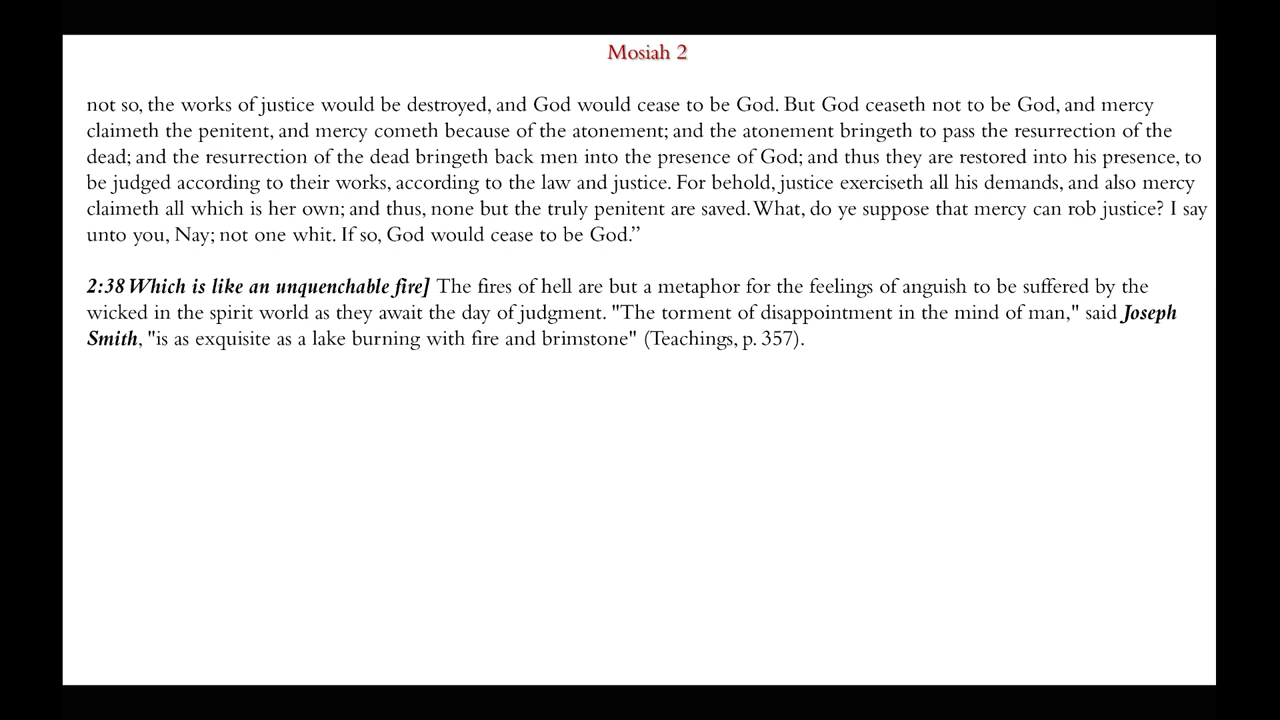 Mosiah 2
not so, the works of justice would be destroyed, and God would cease to be God. But God ceaseth not to be God, and mercy
claimeth the penitent, and mercy cometh because of the atonement; and the atonement bringeth to pass the resurrection of the
dead; and the resurrection of the dead bringeth back men into the presence of God; and thus they are restored into his presence, to
be judged according to their works, according to the law and justice. For behold, justice exerciseth all his demands, and also mercy
claimeth all which is her own; and thus, none but the truly penitent are saved. What, do ye suppose that mercy can rob justice? I say
unto you, Nay; not one whit. If so, God would cease to be God.”
2:38 Which is like an unquenchable fire] The fires of hell are but a metaphor for the feelings of anguish to be suffered by the
wicked in the spirit world as they await the day of judgment. "The torment of disappointment in the mind of man," said Joseph
Smith, "is as exquisite as a lake burning with fire and brimstone" (Teachings, p. 357).